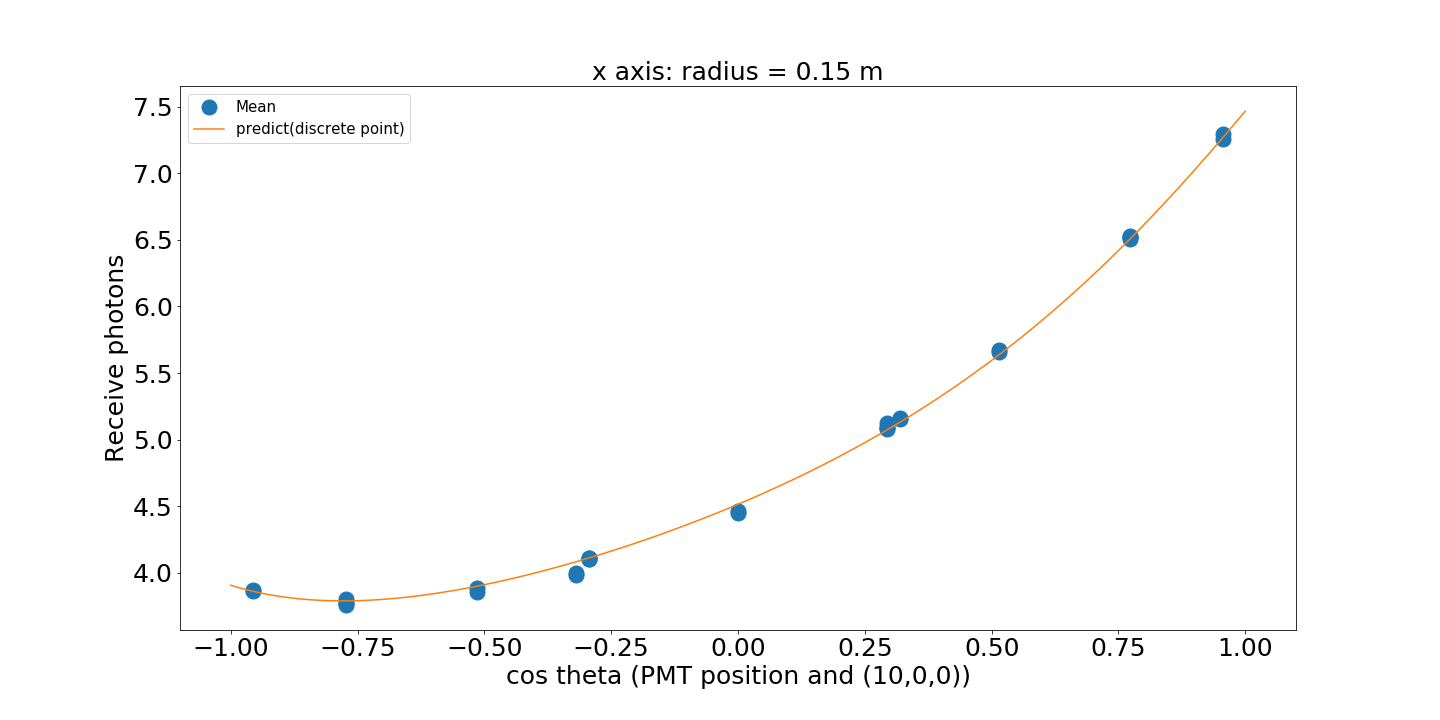 x axis: radius = 0.15 m
Mean
predict(discrete point)
7.5
7.0
6.5
6.0
5.5
5.0
4.5
4.0
Receive photons
−1.00 −0.75 −0.50 −0.25 0.00 0.25 0.50 0.75 1.00
cos theta (PMT position and (10,0,0))